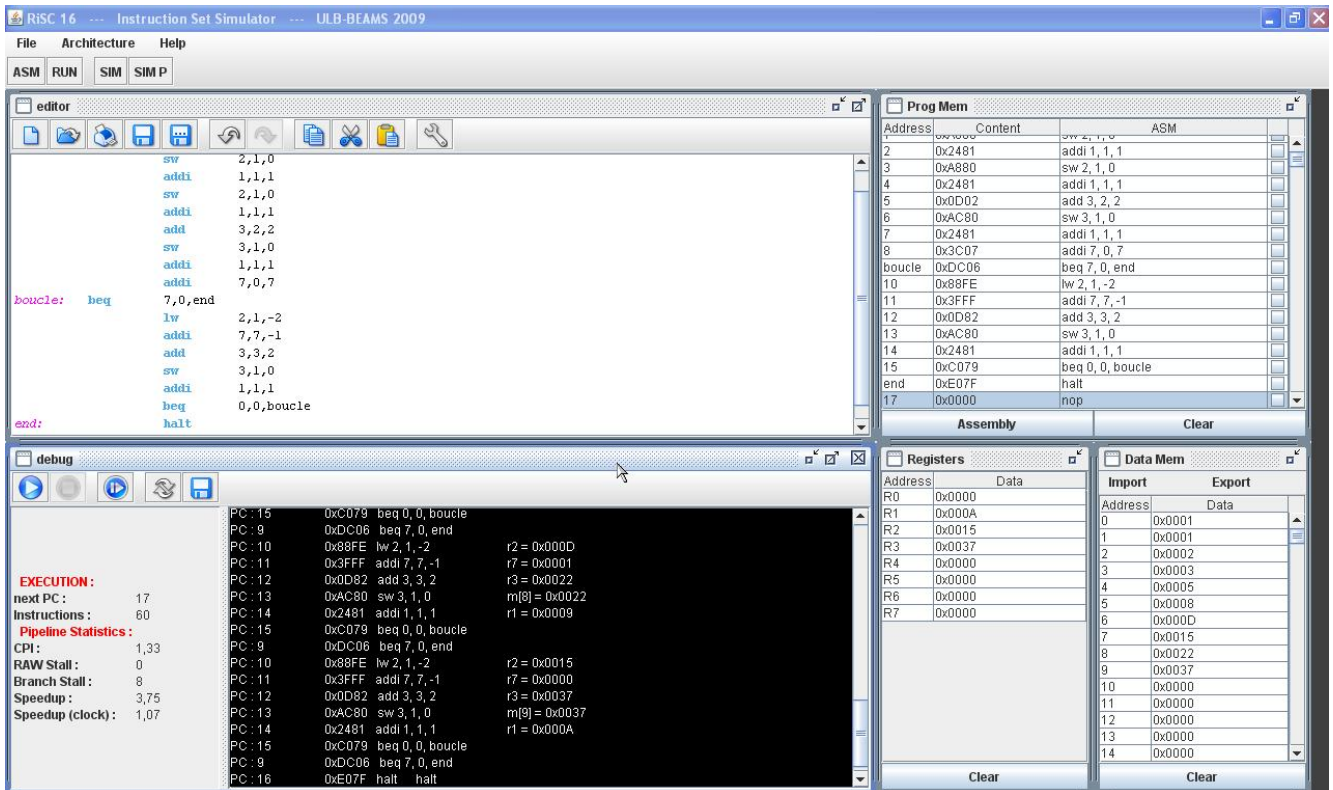 RiSC 16 --- Instruction Set Simulator --- ULB-BEAMS 2009
File Architecture Help
ASM RUN SIM SIM P
editor
sw 2,1,0
addi 1,1,1
sw 2,1,0
addi 1,1,1
add 3,2,2
sw 3,1,0
addi 1,1,1
addi 7,0,7
boucle: beq 7,0,end
lw 2,1,-2
addi 7,7,-1
add 3,3,2
sw 3,1,0
addi 1,1,1
beq 0,0,boucle
end: halt
Prog Mem
Address Content ASM
2 0x2481 addi 1, 1, 1
3 0xA880 sw 2, 1, 0
4 0x2481 addi 1, 1, 1
5 0x0D02 add 3, 2, 2
6 0xAC80 sw 3, 1, 0
7 0x2481 addi 1, 1, 1
8 0x3C07 addi 7, 0, 7
boucle 0xDC06 beq 7, 0, end
10 0x88FE lw 2, 1, -2
11 0x3FFF addi 7, 7, -1
12 0x0D82 add 3, 3, 2
13 0xAC80 sw 3, 1, 0
14 0x2481 addi 1, 1, 1
15 0xC079 beq 0, 0, boucle
end 0xE07F halt
17 0x0000 nop
Assembly Clear
debug
EXECUTION :
next PC : 17
Instructions : 60
Pipeline Statistics :
CPI : 1,33
RAW Stall : 0
Branch Stall : 8
Speedup : 3,75
Speedup (clock) : 1,07
PC : 15 0xC079 beq 0, 0, boucle
PC : 9 0xDC06 beq 7, 0, end
PC : 10 0x88FE lw 2, 1, -2 r2 = 0x000D
PC : 11 0x3FFF addi 7, 7, -1 r7 = 0x0001
PC : 12 0x0D82 add 3, 3, 2 r3 = 0x0022
PC : 13 0xAC80 sw 3, 1, 0 m[8] = 0x0022
PC : 14 0x2481 addi 1, 1, 1 r1 = 0x0009
PC : 15 0xC079 beq 0, 0, boucle
PC : 9 0xDC06 beq 7, 0, end
PC : 10 0x88FE lw 2, 1, -2 r2 = 0x0015
PC : 11 0x3FFF addi 7, 7, -1 r7 = 0x0000
PC : 12 0x0D82 add 3, 3, 2 r3 = 0x0037
PC : 13 0xAC80 sw 3, 1, 0 m[9] = 0x0037
PC : 14 0x2481 addi 1, 1, 1 r1 = 0x000A
PC : 15 0xC079 beq 0, 0, boucle
PC : 9 0xDC06 beq 7, 0, end
PC : 16 0xE07F halt halt
Registers
Address Data
R0 0x0000
R1 0x000A
R2 0x0015
R3 0x0037
R4 0x0000
R5 0x0000
R6 0x0000
R7 0x0000
Clear
Data Mem
Import Export
Address Data
0 0x0001
1 0x0001
2 0x0002
3 0x0003
4 0x0005
5 0x0008
6 0x000D
7 0x0015
8 0x0022
9 0x0037
10 0x0000
11 0x0000
12 0x0000
13 0x0000
14 0x0000
Clear